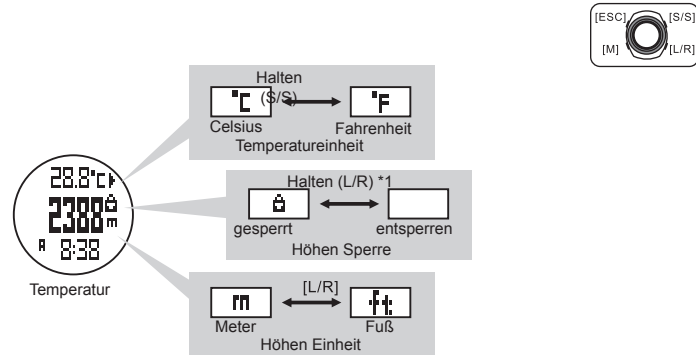 [ESC] [S/S]
[M] [L/R]
Halten
(S/S)
°C °F
Celsius Fahrenheit
Temperatureinheit
28.8°C
2388 m
A 8:38
Temperatur
Halten (L/R) *1
gesperrt entsperren
Höhen Sperre
[L/R]
m ft
Meter Fuß
Höhen Einheit